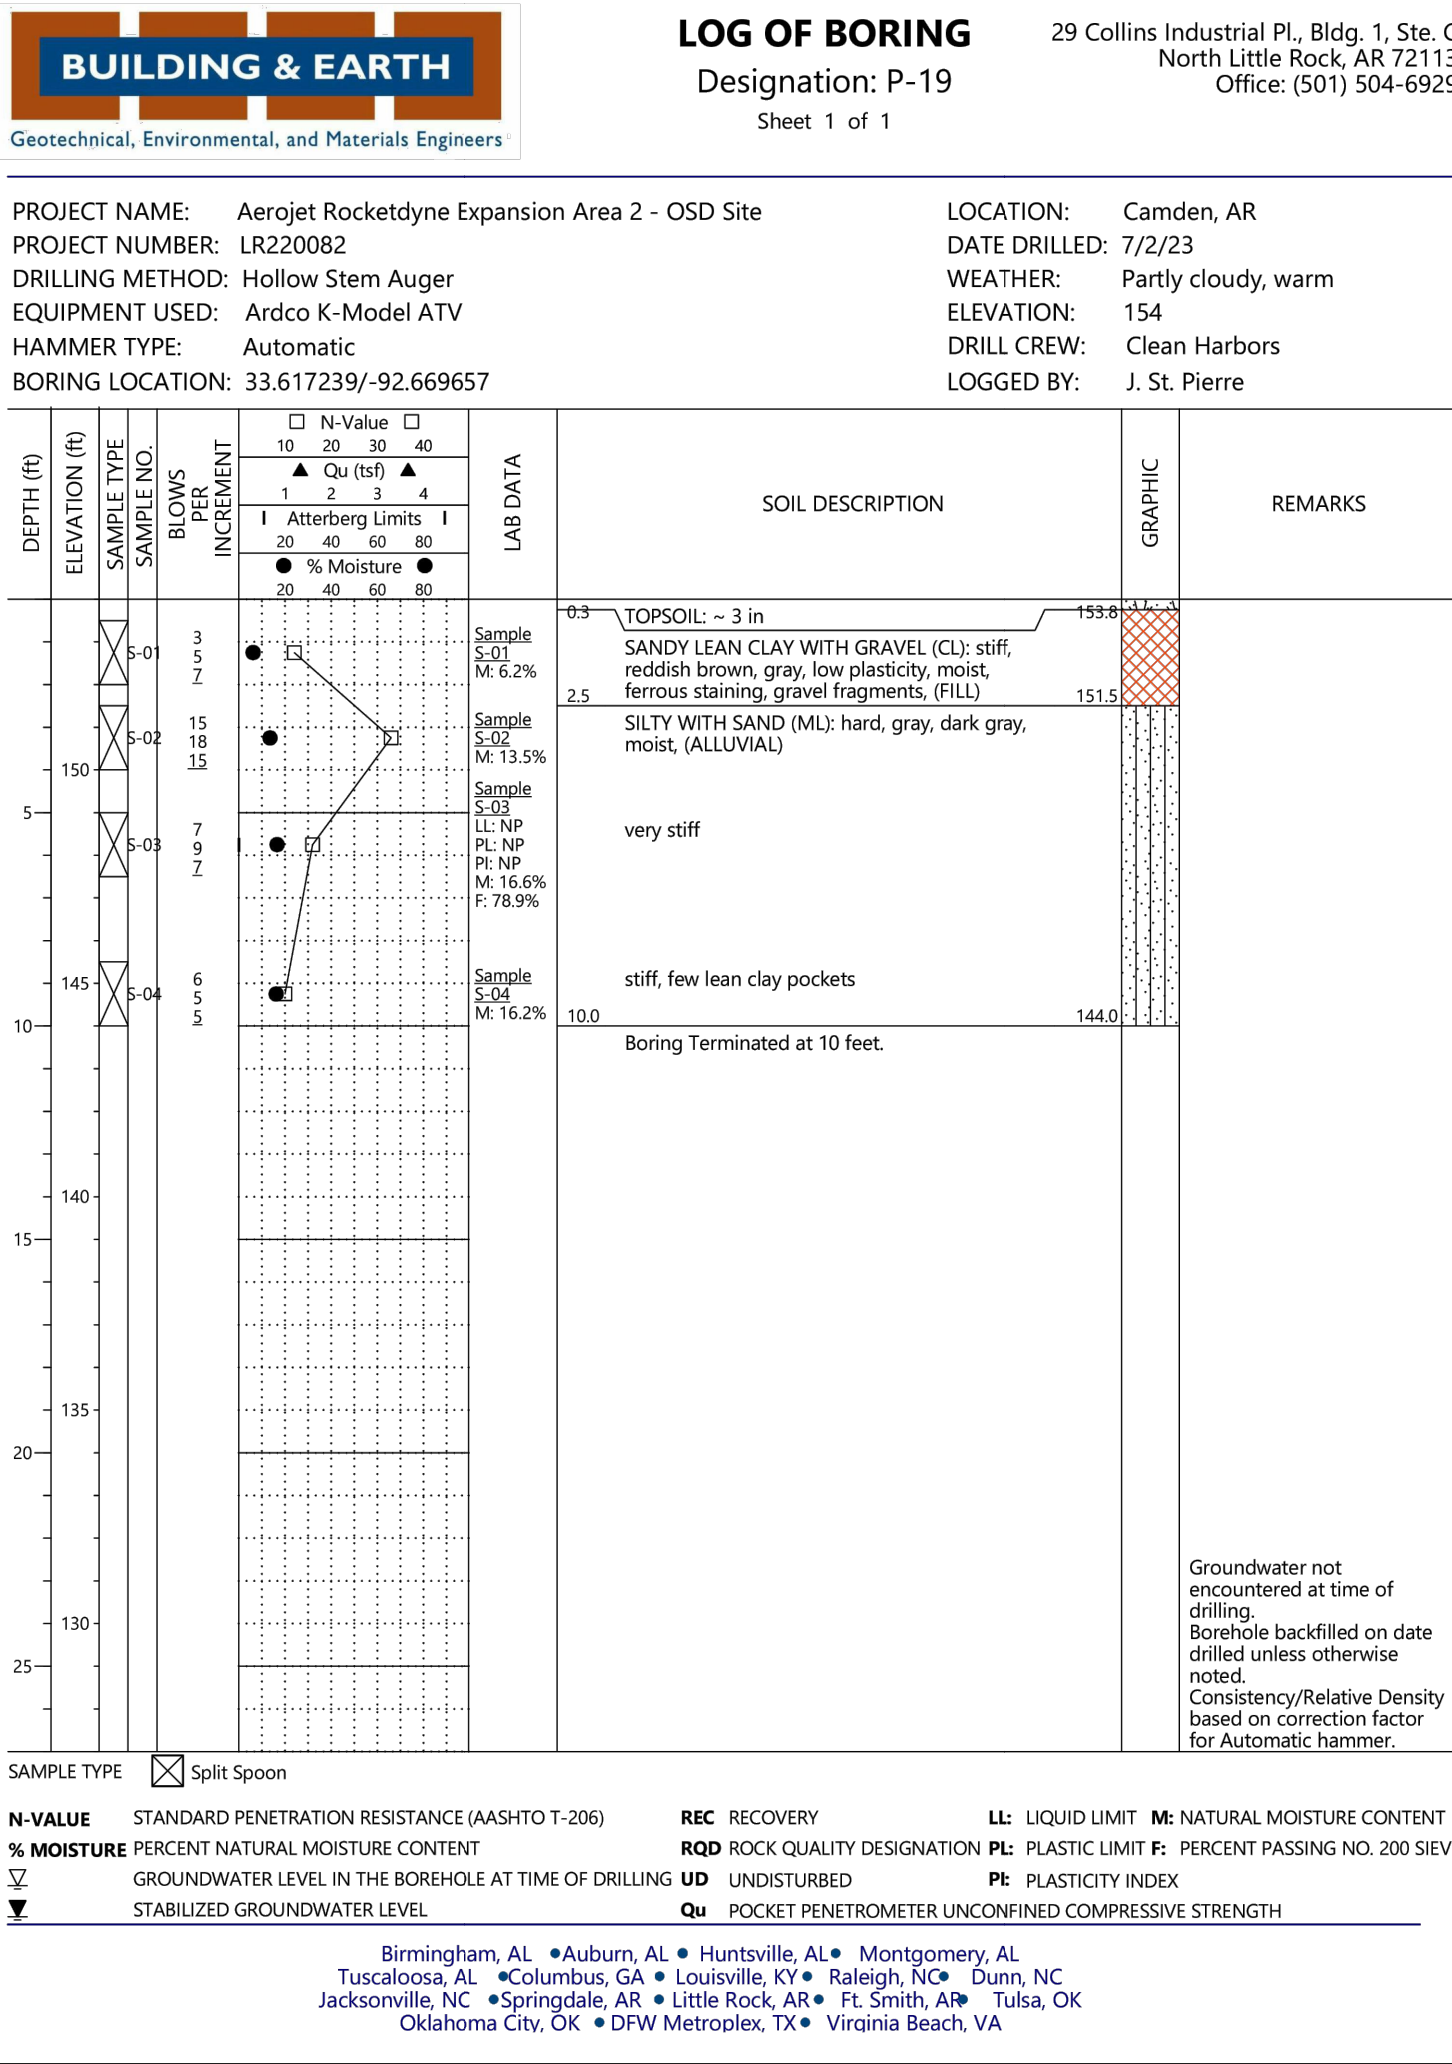 BUILDING & EARTH
Geotechnical, Environmental, and Materials Engineers
LOG OF BORING
Designation: P-19
Sheet 1 of 1
29 Collins Industrial Pl., Bldg. 1, Ste.
North Little Rock, AR 72113
Office: (501) 504-6929
PROJECT NAME: Aerojet Rocketdyne Expansion Area 2 - OSD Site
PROJECT NUMBER: LR220082
DRILLING METHOD: Hollow Stem Auger
EQUIPMENT USED: Ardco K-Model ATV
HAMMER TYPE: Automatic
BORING LOCATION: 33.617239/-92.669657
LOCATION: Camden, AR
DATE DRILLED: 7/2/23
WEATHER: Partly cloudy, warm
ELEVATION: 154
DRILL CREW: Clean Harbors
LOGGED BY: J. St. Pierre
DEPTH (ft)
ELEVATION (ft)
SAMPLE TYPE
SAMPLE NO.
BLOWS
PER
INCREMENT
N-Value
10 20 30 40
Qu (tsf)
1 2 3 4
Atterberg Limits
20 40 60 80
% Moisture
20 40 60 80
LAB DATA
SOIL DESCRIPTION
GRAPHIC
REMARKS
0.3 TOPSOIL: ~ 3 in 153.8
S-01
3
5
7
Sample
S-01
M: 6.2%
SANDY LEAN CLAY WITH GRAVEL (CL): stiff,
reddish brown, gray, low plasticity, moist,
ferrous staining, gravel fragments, (FILL)
2.5 151.5
S-02
15
18
15
Sample
S-02
M: 13.5%
SILTY WITH SAND (ML): hard, gray, dark gray,
moist, (ALLUVIAL)
150
5
S-03
7
9
7
Sample
S-03
LL: NP
PL: NP
PI: NP
M: 16.6%
F: 78.9%
very stiff
145
S-04
6
5
5
Sample
S-04
M: 16.2%
stiff, few lean clay pockets
10.0 144.0
10
Boring Terminated at 10 feet.
140
15
135
20
130
25
Groundwater not
encountered at time of
drilling.
Borehole backfilled on date
drilled unless otherwise
noted.
Consistency/Relative Density
based on correction factor
for Automatic hammer.
SAMPLE TYPE Split Spoon
N-VALUE STANDARD PENETRATION RESISTANCE (AASHTO T-206)
% MOISTURE PERCENT NATURAL MOISTURE CONTENT
GROUNDWATER LEVEL IN THE BOREHOLE AT TIME OF DRILLING
STABILIZED GROUNDWATER LEVEL
REC RECOVERY
RQD ROCK QUALITY DESIGNATION
UD UNDISTURBED
Qu POCKET PENETROMETER UNCONFINED COMPRESSIVE STRENGTH
LL: LIQUID LIMIT M: NATURAL MOISTURE CONTENT
PL: PLASTIC LIMIT F: PERCENT PASSING NO. 200 SIEV
PI: PLASTICITY INDEX
Birmingham, AL • Auburn, AL • Huntsville, AL • Montgomery, AL
Tuscaloosa, AL • Columbus, GA • Louisville, KY • Raleigh, NC • Dunn, NC
Jacksonville, NC • Springdale, AR • Little Rock, AR • Ft. Smith, AR • Tulsa, OK
Oklahoma City, OK • DFW Metroplex, TX • Virginia Beach, VA